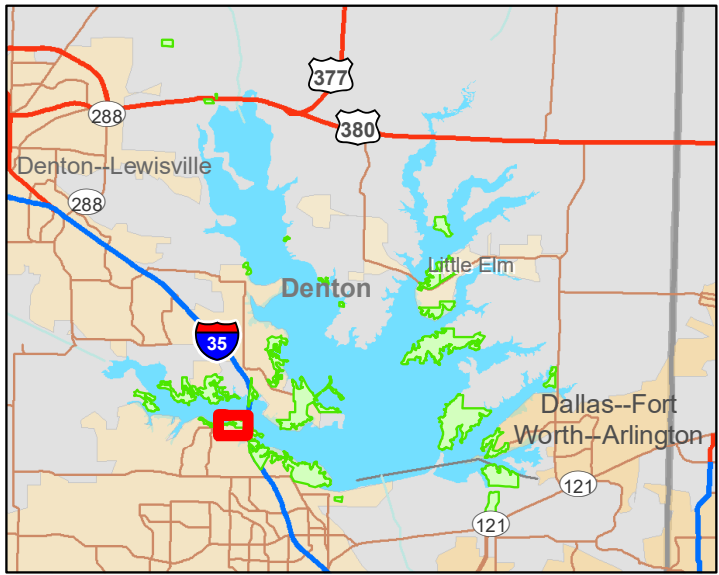 377
288
380
Denton--Lewisville
288
Little Elm
Denton
35
Dallas--Fort
Worth--Arlington
121
121